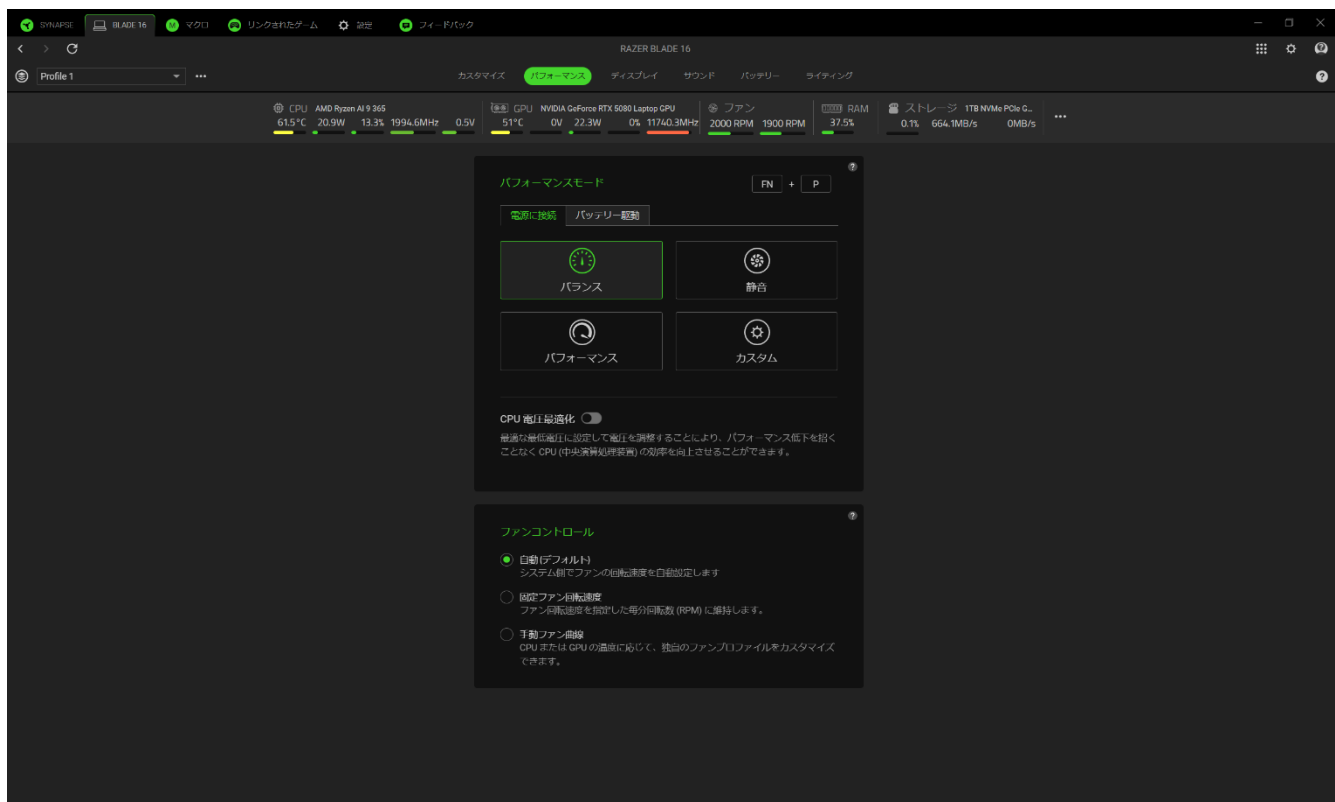 SYNAPSE BLADE 16 マクロ リンクされたゲーム 設定 フィードバック
RAZER BLADE 16
Profile 1 カスタマイズ パフォーマンス ディスプレイ サウンド バッテリー ライティング
CPU AMD Ryzen AI 9 365 GPU NVIDIA GeForce RTX 5080 Laptop GPU ファン RAM ストレージ 1TB NVMe PCIe G...
61.5°C 20.9W 13.3% 1994.6MHz 0.5V 51°C 0V 22.3W 0% 11740.3MHz 2000 RPM 1900 RPM 37.5% 0.1% 664.1MB/s 0MB/s
パフォーマンスモード FN + P
電源に接続 バッテリー駆動
バランス 静音
パフォーマンス カスタム
CPU 電圧最適化
最適な最低電圧に設定して電圧を調整することにより、パフォーマンス低下を招く
ことなく CPU (中央演算処理装置) の効率を向上させることができます。
ファンコントロール
自動(デフォルト)
システム側でファンの回転速度を自動設定します
固定ファン回転速度
ファン回転速度を指定した毎分回転数 (RPM) に維持します。
手動ファン曲線
CPU または GPU の温度に応じて、独自のファンプロファイルをカスタマイズ
できます。